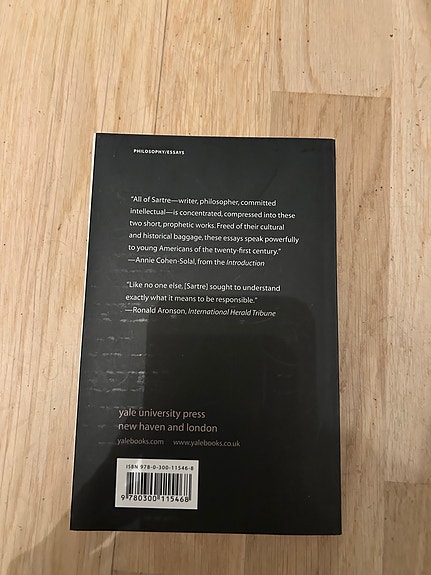 PHILOSOPHY/ESSAYS
"All of Sartre—writer, philosopher, committed
intellectual—is concentrated, compressed into these
two short, prophetic works. Freed of their cultural
and historical baggage, these essays speak powerfully
to young Americans of the twenty-first century."
—Annie Cohen-Solal, from the Introduction
"Like no one else, [Sartre] sought to understand
exactly what it means to be responsible."
—Ronald Aronson, International Herald Tribune
yale university press
new haven and london
yalebooks.com www.yalebooks.co.uk
ISBN 978-0-300-11546-8
9 780300 115468